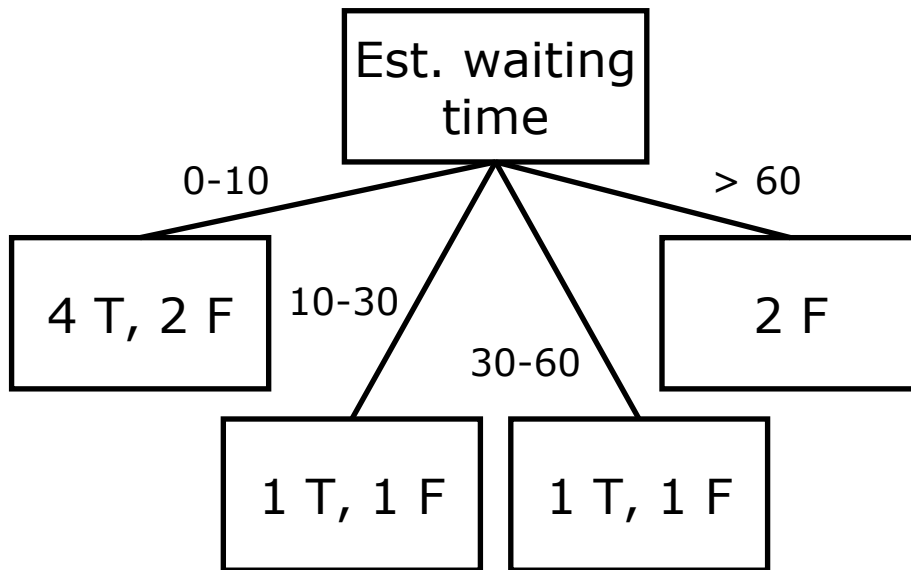 Est. waiting
time
0-10
> 60
4 T, 2 F
10-30
30-60
2 F
1 T, 1 F
1 T, 1 F